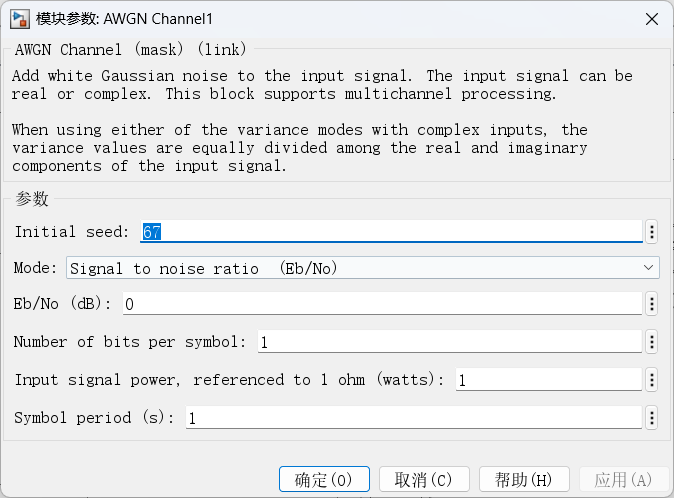 模块参数: AWGN Channel1
AWGN Channel (mask) (link)
Add white Gaussian noise to the input signal. The input signal can be
real or complex. This block supports multichannel processing.
When using either of the variance modes with complex inputs, the
variance values are equally divided among the real and imaginary
components of the input signal.
参数
Initial seed: 67
Mode: Signal to noise ratio  (Eb/No)
Eb/No (dB): 0
Number of bits per symbol: 1
Input signal power, referenced to 1 ohm (watts): 1
Symbol period (s): 1
确定(O) 取消(C) 帮助(H) 应用(A)